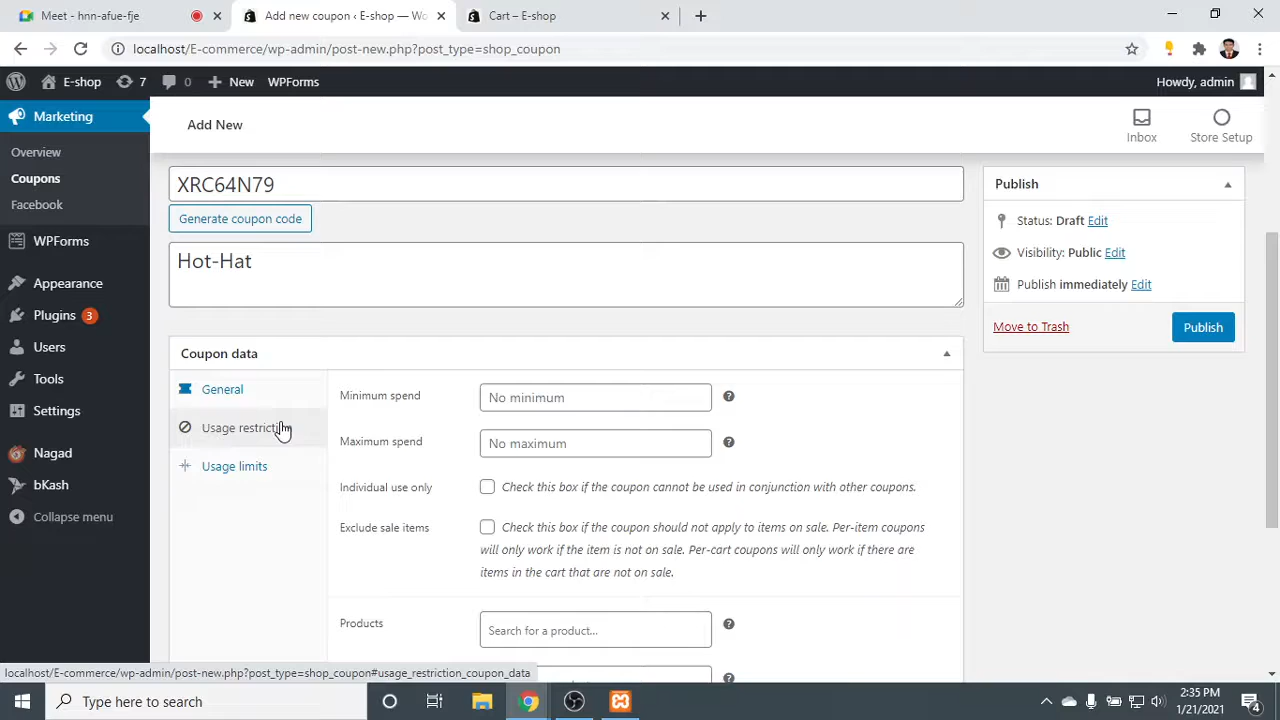 Meet - hnn-afue-fje
Add new coupon ‹ E-shop — Wo
Cart – E-shop
localhost/E-commerce/wp-admin/post-new.php?post_type=shop_coupon
E-shop 7 0 New WPForms
Howdy, admin
Marketing
Overview
Coupons
Facebook
WPForms
Appearance
Plugins 3
Users
Tools
Settings
Nagad
bKash
Collapse menu
Add New
Inbox
Store Setup
XRC64N79
Generate coupon code
Hot-Hat
Coupon data
General
Usage restricti
Usage limits
Minimum spend
No minimum
Maximum spend
No maximum
Individual use only
Check this box if the coupon cannot be used in conjunction with other coupons.
Exclude sale items
Check this box if the coupon should not apply to items on sale. Per-item coupons
will only work if the item is not on sale. Per-cart coupons will only work if there are
items in the cart that are not on sale.
Products
Search for a product...
Publish
Status: Draft Edit
Visibility: Public Edit
Publish immediately Edit
Move to Trash
Publish
localhost/E-commerce/wp-admin/post-new.php?post_type=shop_coupon#usage_restriction_coupon_data
Type here to search
2:35 PM
1/21/2021
4